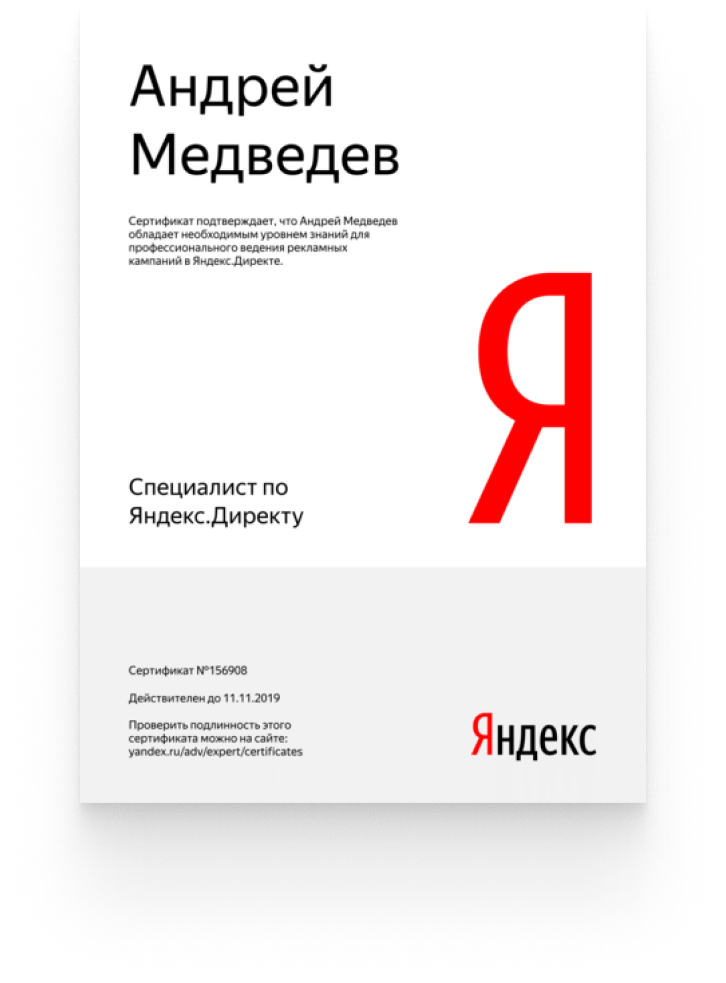 Андрей
Медведев
Сертификат подтверждает, что Андрей Медведев
обладает необходимым уровнем знаний для
профессионального ведения рекламных
кампаний в Яндекс.Директе.
Я
Специалист по
Яндекс.Директу
Сертификат №156908
Действителен до 11.11.2019
Проверить подлинность этого
сертификата можно на сайте:
yandex.ru/adv/expert/certificates
Яндекс